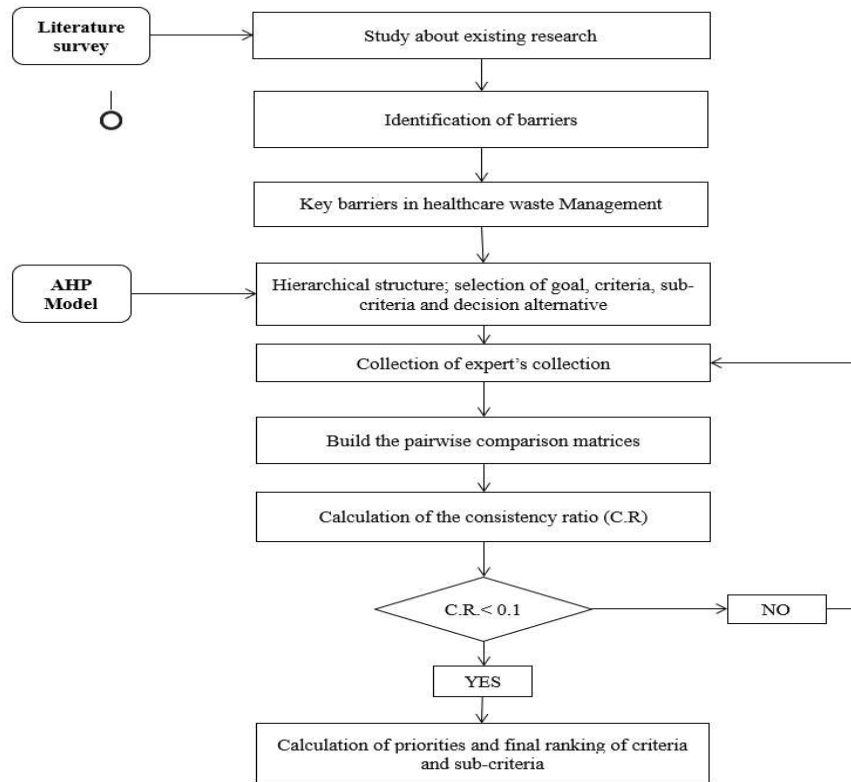 Literature
survey
Study about existing research
Identification of barriers
Key barriers in healthcare waste Management
AHP
Model
Hierarchical structure; selection of goal, criteria, sub-
criteria and decision alternative
Collection of expert’s collection
Build the pairwise comparison matrices
Calculation of the consistency ratio (C.R)
C.R.< 0.1
NO
YES
Calculation of priorities and final ranking of criteria
and sub-criteria